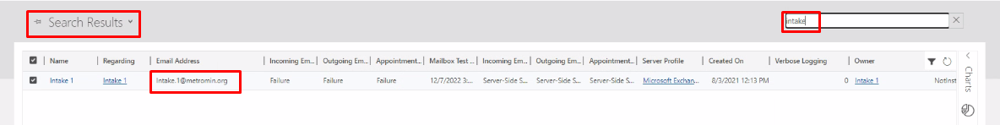 Search Results
intake
Name Regarding Email Address Incoming Em... Outgoing Em... Appointment... Mailbox Test ... Incoming Em... Outgoing Em... Appointment... Server Profile Created On Verbose Logging Owner
Intake 1 Intake 1 Intake.1@metromin.org Failure Failure Failure 12/7/2022 3:... Server-Side S... Server-Side S... Server-Side S... Microsoft Exchan... 8/3/2021 12:13 PM 0 Intake 1 NotInst
Charts